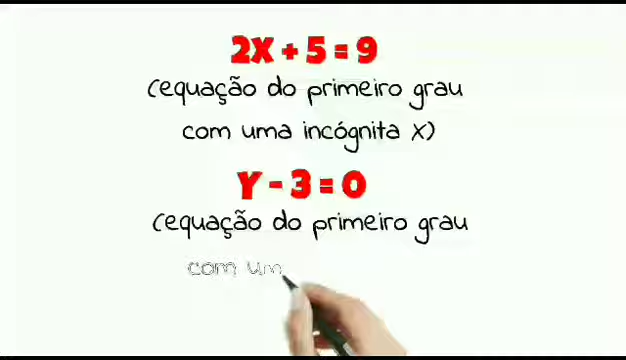 2X + 5 = 9
(equação do primeiro grau
com uma incógnita X)
Y - 3 = 0
(equação do primeiro grau
com um